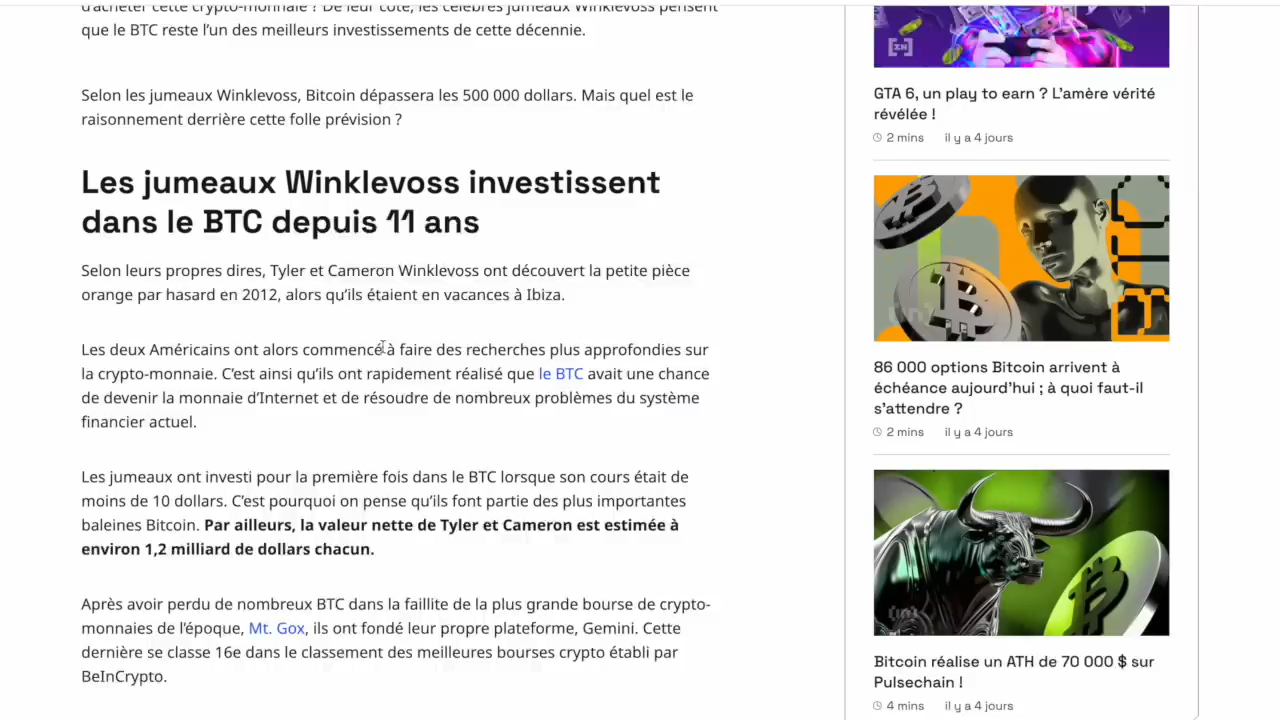 d'acheter cette crypto-monnaie ? De leur côté, les célèbres jumeaux Winklevoss pensent
que le BTC reste l'un des meilleurs investissements de cette décennie.
Selon les jumeaux Winklevoss, Bitcoin dépassera les 500 000 dollars. Mais quel est le
raisonnement derrière cette folle prévision ?
Les jumeaux Winklevoss investissent
dans le BTC depuis 11 ans
Selon leurs propres dires, Tyler et Cameron Winklevoss ont découvert la petite pièce
orange par hasard en 2012, alors qu'ils étaient en vacances à Ibiza.
Les deux Américains ont alors commencé à faire des recherches plus approfondies sur
la crypto-monnaie. C'est ainsi qu'ils ont rapidement réalisé que le BTC avait une chance
de devenir la monnaie d'Internet et de résoudre de nombreux problèmes du système
financier actuel.
Les jumeaux ont investi pour la première fois dans le BTC lorsque son cours était de
moins de 10 dollars. C'est pourquoi on pense qu'ils font partie des plus importantes
baleines Bitcoin. Par ailleurs, la valeur nette de Tyler et Cameron est estimée à
environ 1,2 milliard de dollars chacun.
Après avoir perdu de nombreux BTC dans la faillite de la plus grande bourse de crypto-
monnaies de l'époque, Mt. Gox, ils ont fondé leur propre plateforme, Gemini. Cette
dernière se classe 16e dans le classement des meilleures bourses crypto établi par
BeInCrypto.
GTA 6, un play to earn ? L'amère vérité
révélée !
2 mins il y a 4 jours
86 000 options Bitcoin arrivent à
échéance aujourd'hui ; à quoi faut-il
s'attendre ?
2 mins il y a 4 jours
Bitcoin réalise un ATH de 70 000 $ sur
Pulsechain !
4 mins il y a 4 jours